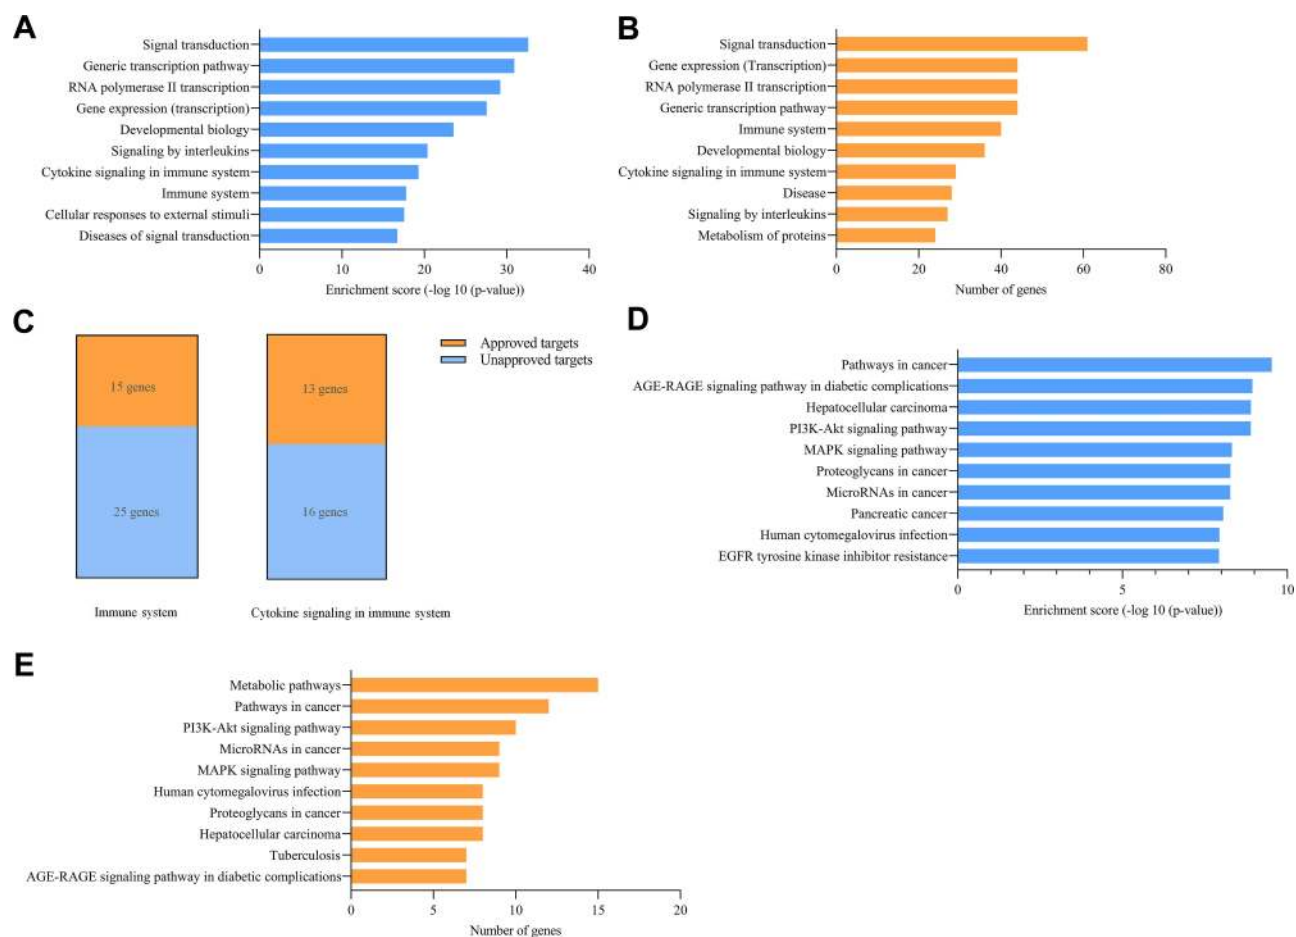 A
Signal transduction
Generic transcription pathway
RNA polymerase II transcription
Gene expression (transcription)
Developmental biology
Signaling by interleukins
Cytokine signaling in immune system
Immune system
Cellular responses to external stimuli
Diseases of signal transduction
0 10 20 30 40
Enrichment score (-log 10 (p-value))
B
Signal transduction
Gene expression (Transcription)
RNA polymerase II transcription
Generic transcription pathway
Immune system
Developmental biology
Cytokine signaling in immune system
Disease
Signaling by interleukins
Metabolism of proteins
0 20 40 60 80
Number of genes
C
15 genes
25 genes
Immune system
13 genes
16 genes
Cytokine signaling in immune system
Approved targets
Unapproved targets
D
Pathways in cancer
AGE-RAGE signaling pathway in diabetic complications
Hepatocellular carcinoma
PI3K-Akt signaling pathway
MAPK signaling pathway
Proteoglycans in cancer
MicroRNAs in cancer
Pancreatic cancer
Human cytomegalovirus infection
EGFR tyrosine kinase inhibitor resistance
0 5 10
Enrichment score (-log 10 (p-value))
E
Metabolic pathways
Pathways in cancer
PI3K-Akt signaling pathway
MicroRNAs in cancer
MAPK signaling pathway
Human cytomegalovirus infection
Proteoglycans in cancer
Hepatocellular carcinoma
Tuberculosis
AGE-RAGE signaling pathway in diabetic complications
0 5 10 15 20
Number of genes